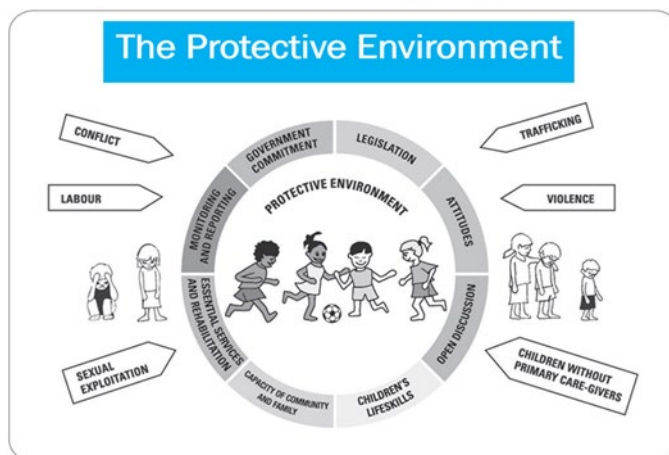 The Protective Environment
CONFLICT
LABOUR
SEXUAL
EXPLOITATION
GOVERNMENT
COMMITMENT
LEGISLATION
ATTITUDES
OPEN DISCUSSION
CHILDREN'S
LIFESKILLS
CAPACITY OF COMMUNITY
AND FAMILY
ESSENTIAL SERVICES
AND REHABILITATION
MONITORING
AND REPORTING
PROTECTIVE ENVIRONMENT
TRAFFICKING
VIOLENCE
CHILDREN WITHOUT
PRIMARY CARE-GIVERS